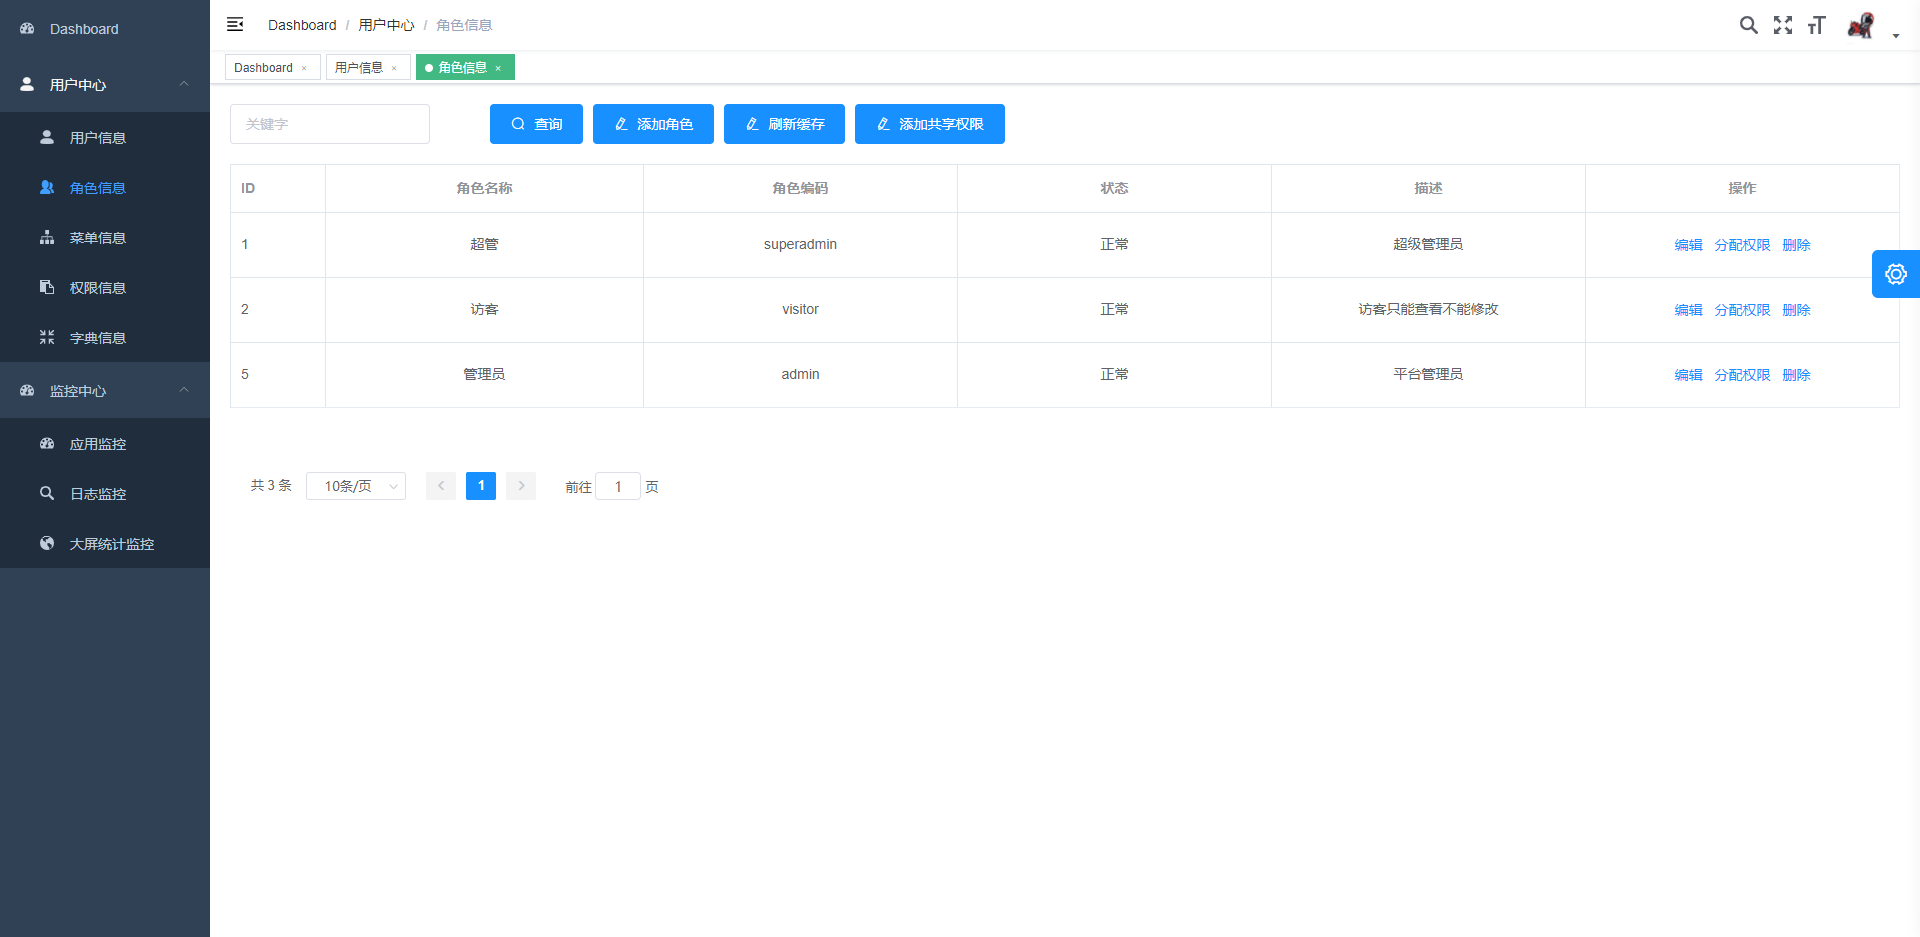 Dashboard
用户中心
用户信息
角色信息
菜单信息
权限信息
字典信息
监控中心
应用监控
日志监控
大屏统计监控
Dashboard / 用户中心 / 角色信息
Dashboard × 用户信息 × 角色信息 ×
关键字 查询 添加角色 刷新缓存 添加共享权限
ID 角色名称 角色编码 状态 描述 操作
1 超管 superadmin 正常 超级管理员 编辑 分配权限 删除
2 访客 visitor 正常 访客只能查看不能修改 编辑 分配权限 删除
5 管理员 admin 正常 平台管理员 编辑 分配权限 删除
共 3 条 10条/页 1 前往 1 页